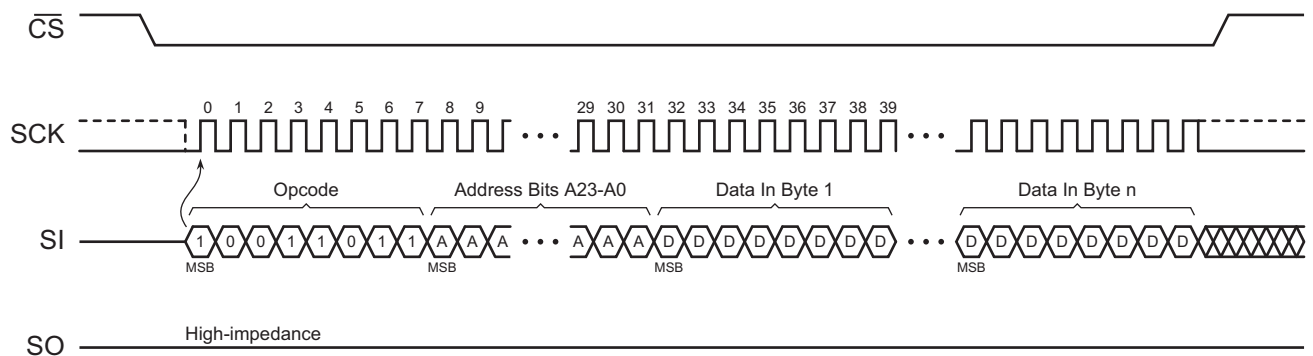 CS
SCK
0 1 2 3 4 5 6 7 8 9 29 30 31 32 33 34 35 36 37 38 39
Opcode Address Bits A23-A0 Data In Byte 1 Data In Byte n
SI
1 0 0 1 1 0 1 1 A A A A A A D D D D D D D D D D D D D D D D
MSB MSB MSB MSB
High-impedance
SO